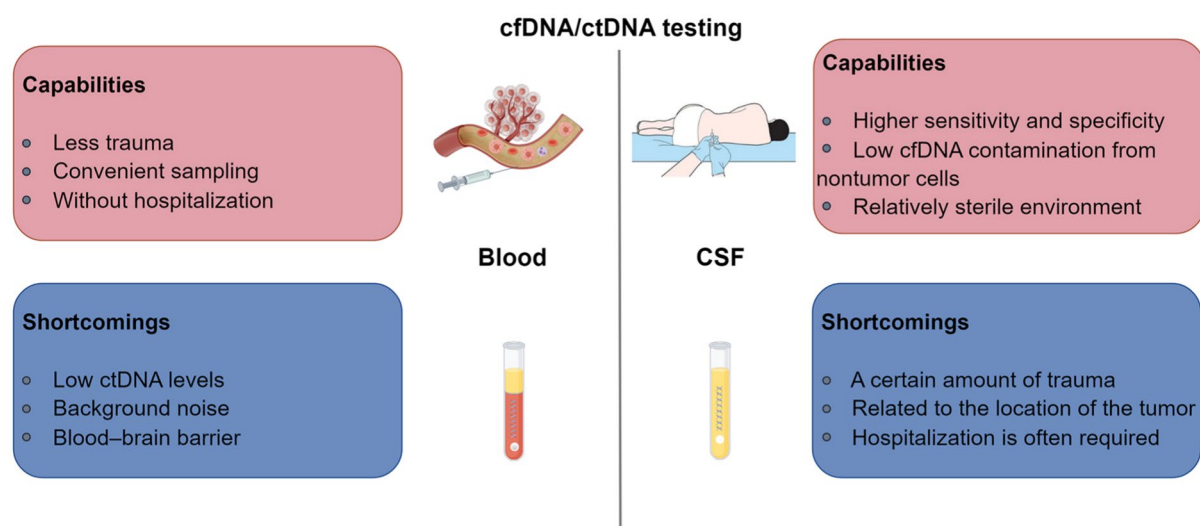 cfDNA/ctDNA testing
Capabilities
Less trauma
Convenient sampling
Without hospitalization
Blood
Shortcomings
Low ctDNA levels
Background noise
Blood–brain barrier
Capabilities
Higher sensitivity and specificity
Low cfDNA contamination from
nontumor cells
Relatively sterile environment
CSF
Shortcomings
A certain amount of trauma
Related to the location of the tumor
Hospitalization is often required